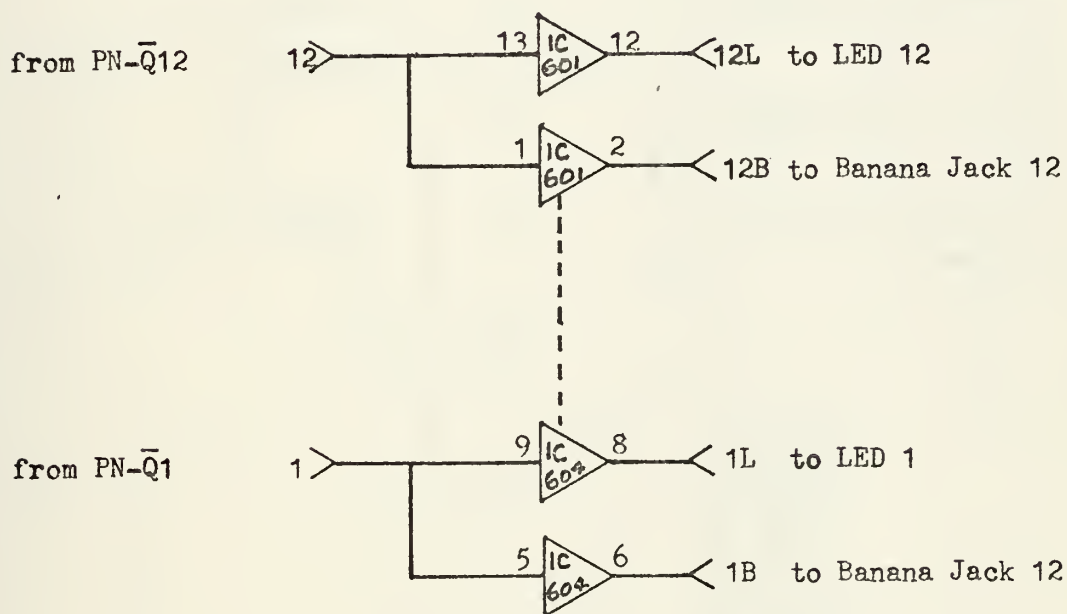 from PN-Q̅12 12 13 IC 601 12 12L to LED 12
1 IC 601 2 12B to Banana Jack 12
from PN-Q̅1 1 9 IC 8 1L to LED 1
5 IC 6 1B to Banana Jack 12